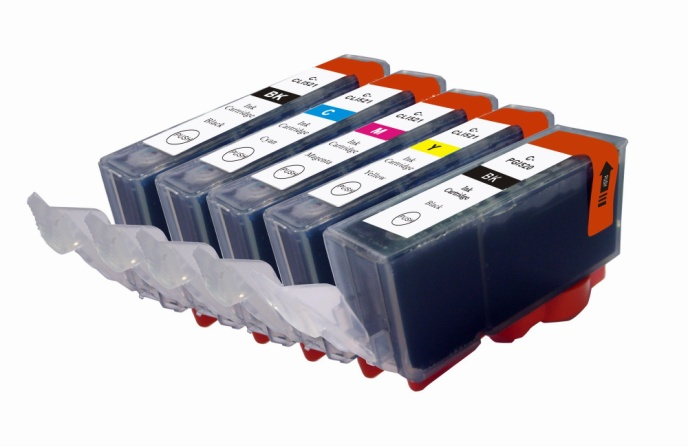 C-
CLI521
BK
Ink
Cartridge
Black
PUSH
C-
CLI521
C
Ink
Cartridge
Cyan
PUSH
C-
CLI521
M
Ink
Cartridge
Magenta
PUSH
C-
CLI521
Y
Ink
Cartridge
Yellow
PUSH
C-
PGI520
BK
Ink
Cartridge
Black
PUSH
PUSH